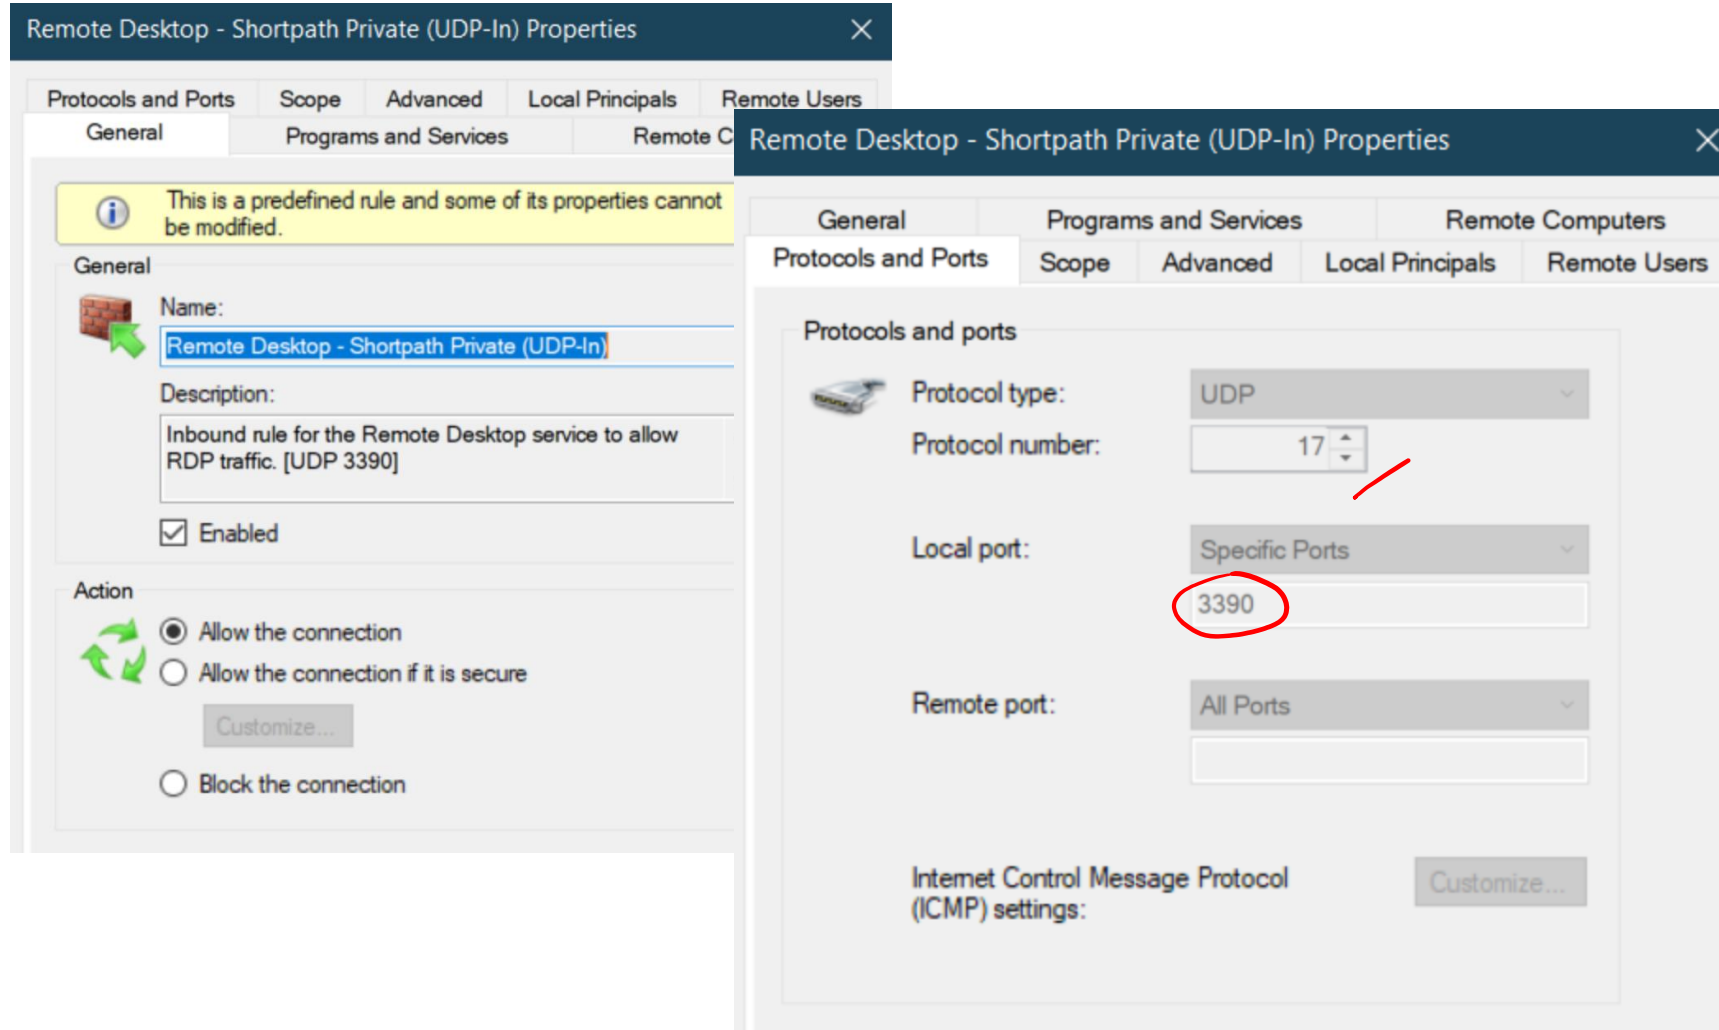 Remote Desktop - Shortpath Private (UDP-In) Properties
Protocols and Ports Scope Advanced Local Principals Remote Users
General Programs and Services Remote C
This is a predefined rule and some of its properties cannot
be modified.
General
Name:
Remote Desktop - Shortpath Private (UDP-In)
Description:
Inbound rule for the Remote Desktop service to allow
RDP traffic. [UDP 3390]
Enabled
Action
Allow the connection
Allow the connection if it is secure
Customize...
Block the connection
Remote Desktop - Shortpath Private (UDP-In) Properties
General Programs and Services Remote Computers
Protocols and Ports Scope Advanced Local Principals Remote Users
Protocols and ports
Protocol type: UDP
Protocol number: 17
Local port: Specific Ports
3390
Remote port: All Ports
Internet Control Message Protocol
(ICMP) settings:
Customize...